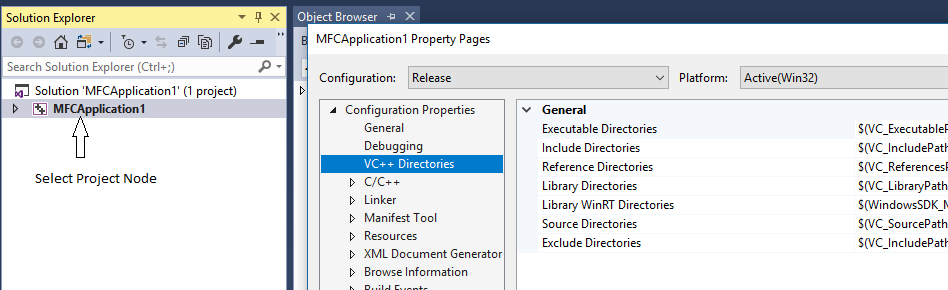 Solution Explorer
Search Solution Explorer (Ctrl+;)
Solution 'MFCApplication1' (1 project)
MFCApplication1
Select Project Node
Object Browser
MFCApplication1 Property Pages
Configuration: Release Platform: Active(Win32)
Configuration Properties
General
Debugging
VC++ Directories
C/C++
Linker
Manifest Tool
Resources
XML Document Generator
Browse Information
Build Events
General
Executable Directories $(VC_ExecutableP
Include Directories $(VC_IncludePath
Reference Directories $(VC_ReferencesP
Library Directories $(VC_LibraryPath
Library WinRT Directories $(WindowsSDK_M
Source Directories $(VC_SourcePath
Exclude Directories $(VC_IncludePath